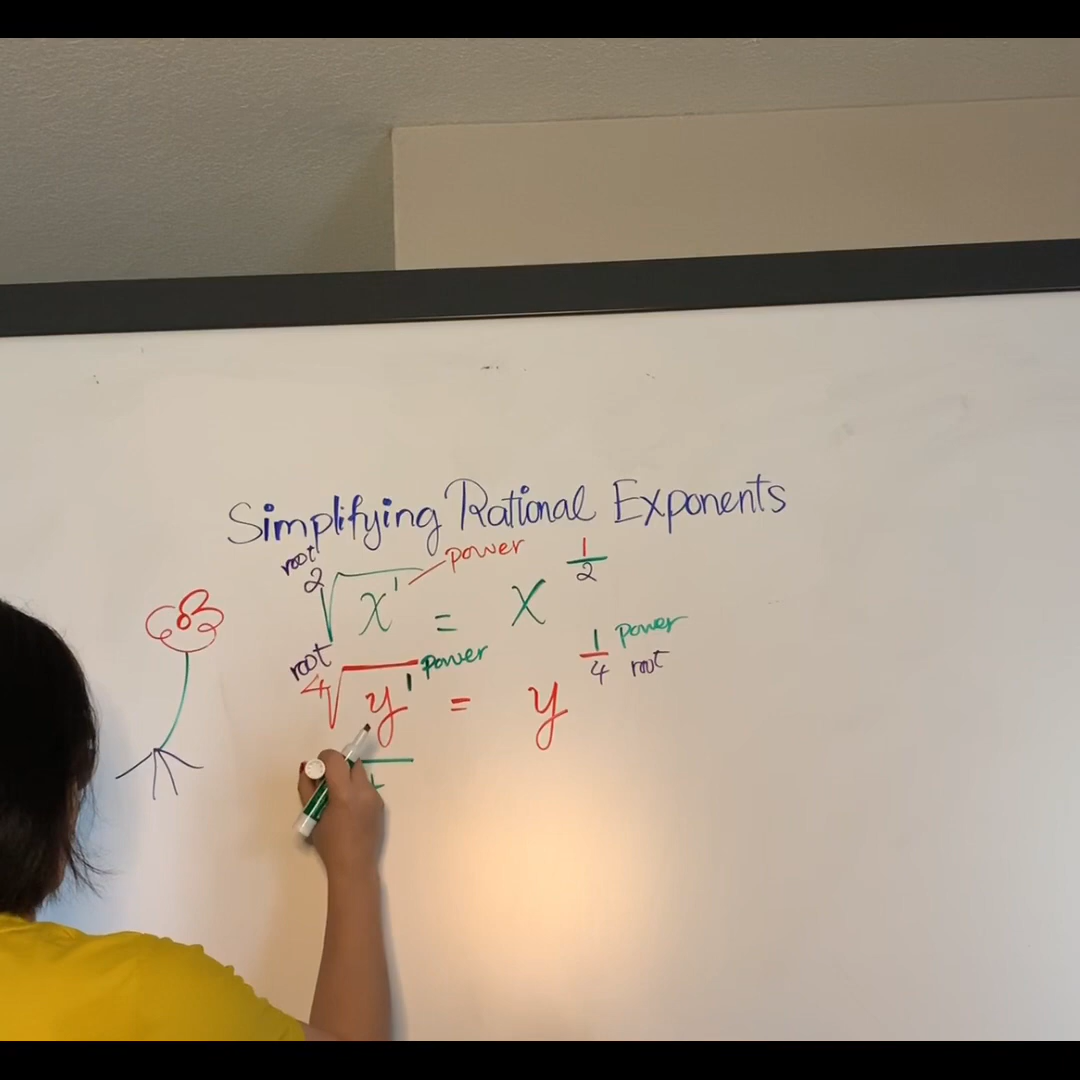 Simplifying Rational Exponents
root power
²√x¹ = x^(1/2)
root power 1/4 power root
⁴√y¹ = y